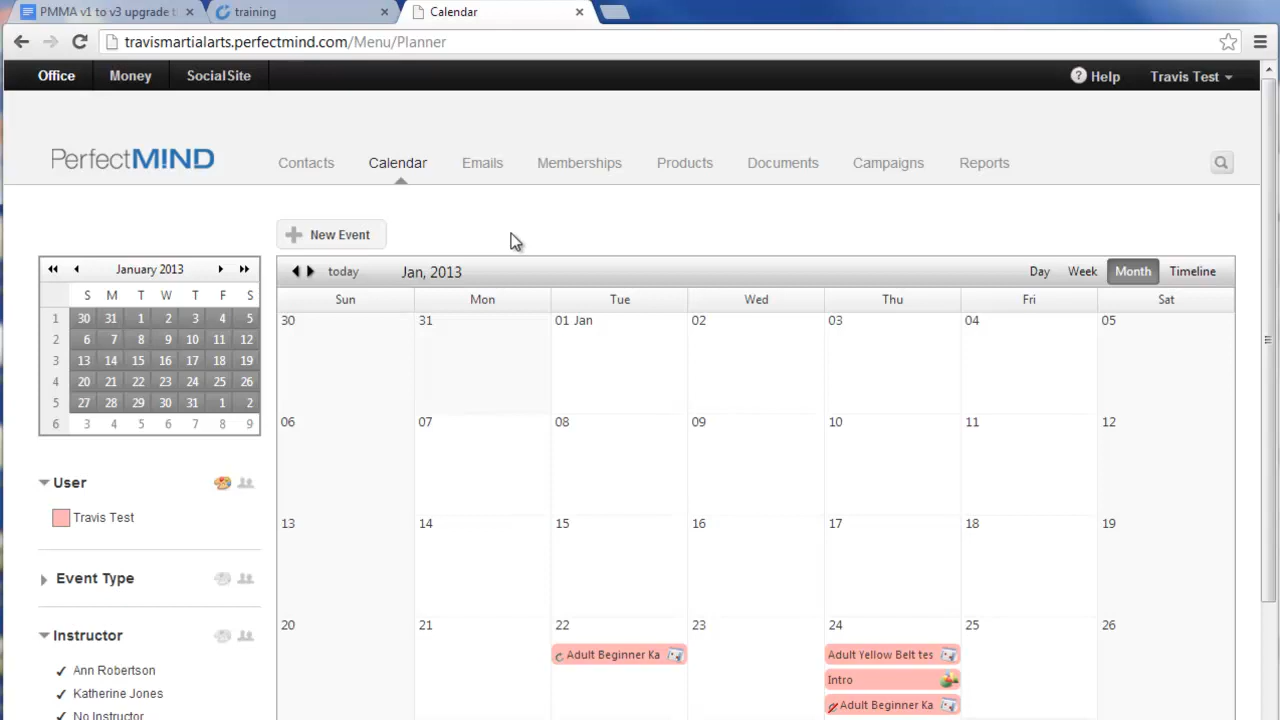 PMMA v1 to v3 upgrade t
training
Calendar
travismartialarts.perfectmind.com/Menu/Planner
Office Money Social Site
Help Travis Test
PerfectMIND
Contacts Calendar Emails Memberships Products Documents Campaigns Reports
New Event
today Jan, 2013 Day Week Month Timeline
January 2013
S M T W T F S
1 30 31 1 2 3 4 5
2 6 7 8 9 10 11 12
3 13 14 15 16 17 18 19
4 20 21 22 23 24 25 26
5 27 28 29 30 31 1 2
6 3 4 5 6 7 8 9
User
Travis Test
Event Type
Instructor
Ann Robertson
Katherine Jones
No Instructor
Sun Mon Tue Wed Thu Fri Sat
30 31 01 Jan 02 03 04 05
06 07 08 09 10 11 12
13 14 15 16 17 18 19
20 21 22 23 24 25 26
Adult Beginner Ka Adult Yellow Belt tes
Intro
Adult Beginner Ka